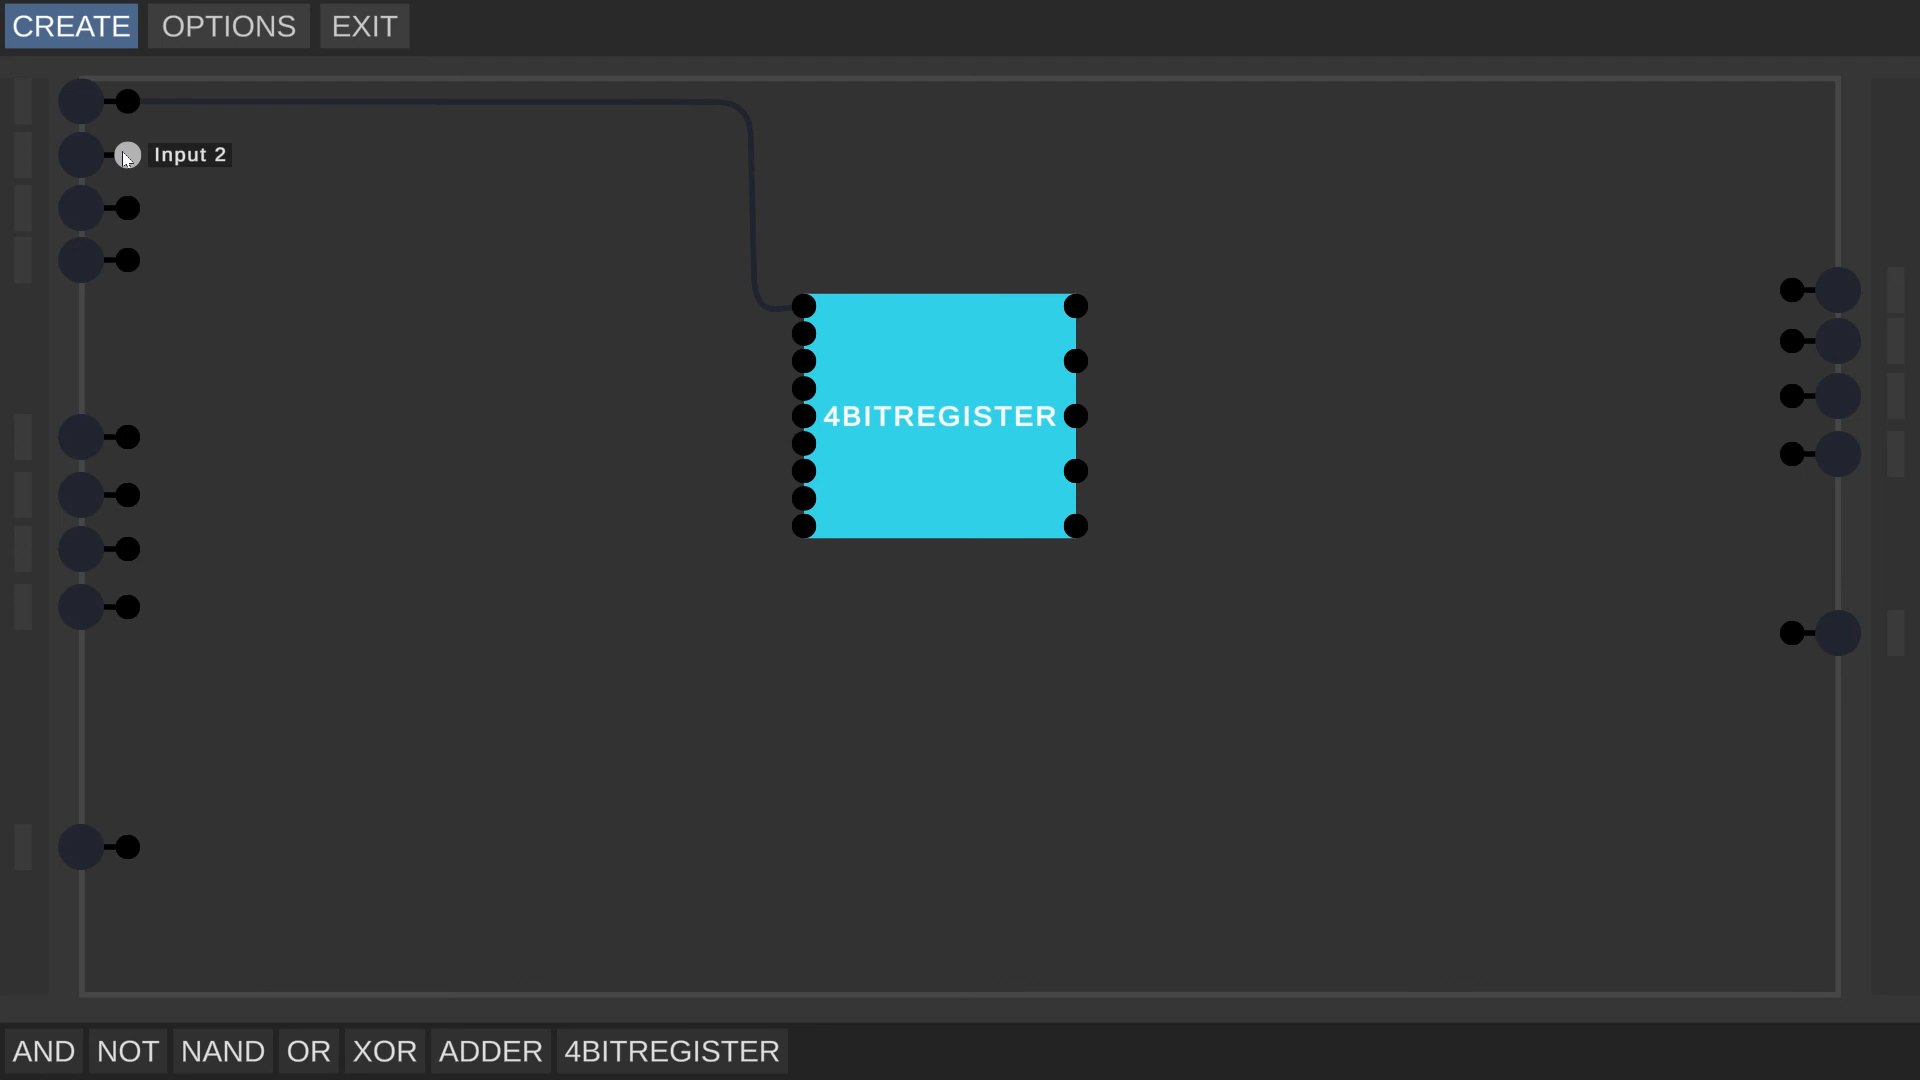 CREATE OPTIONS EXIT
Input 2
4BITREGISTER
AND NOT NAND OR XOR ADDER 4BITREGISTER